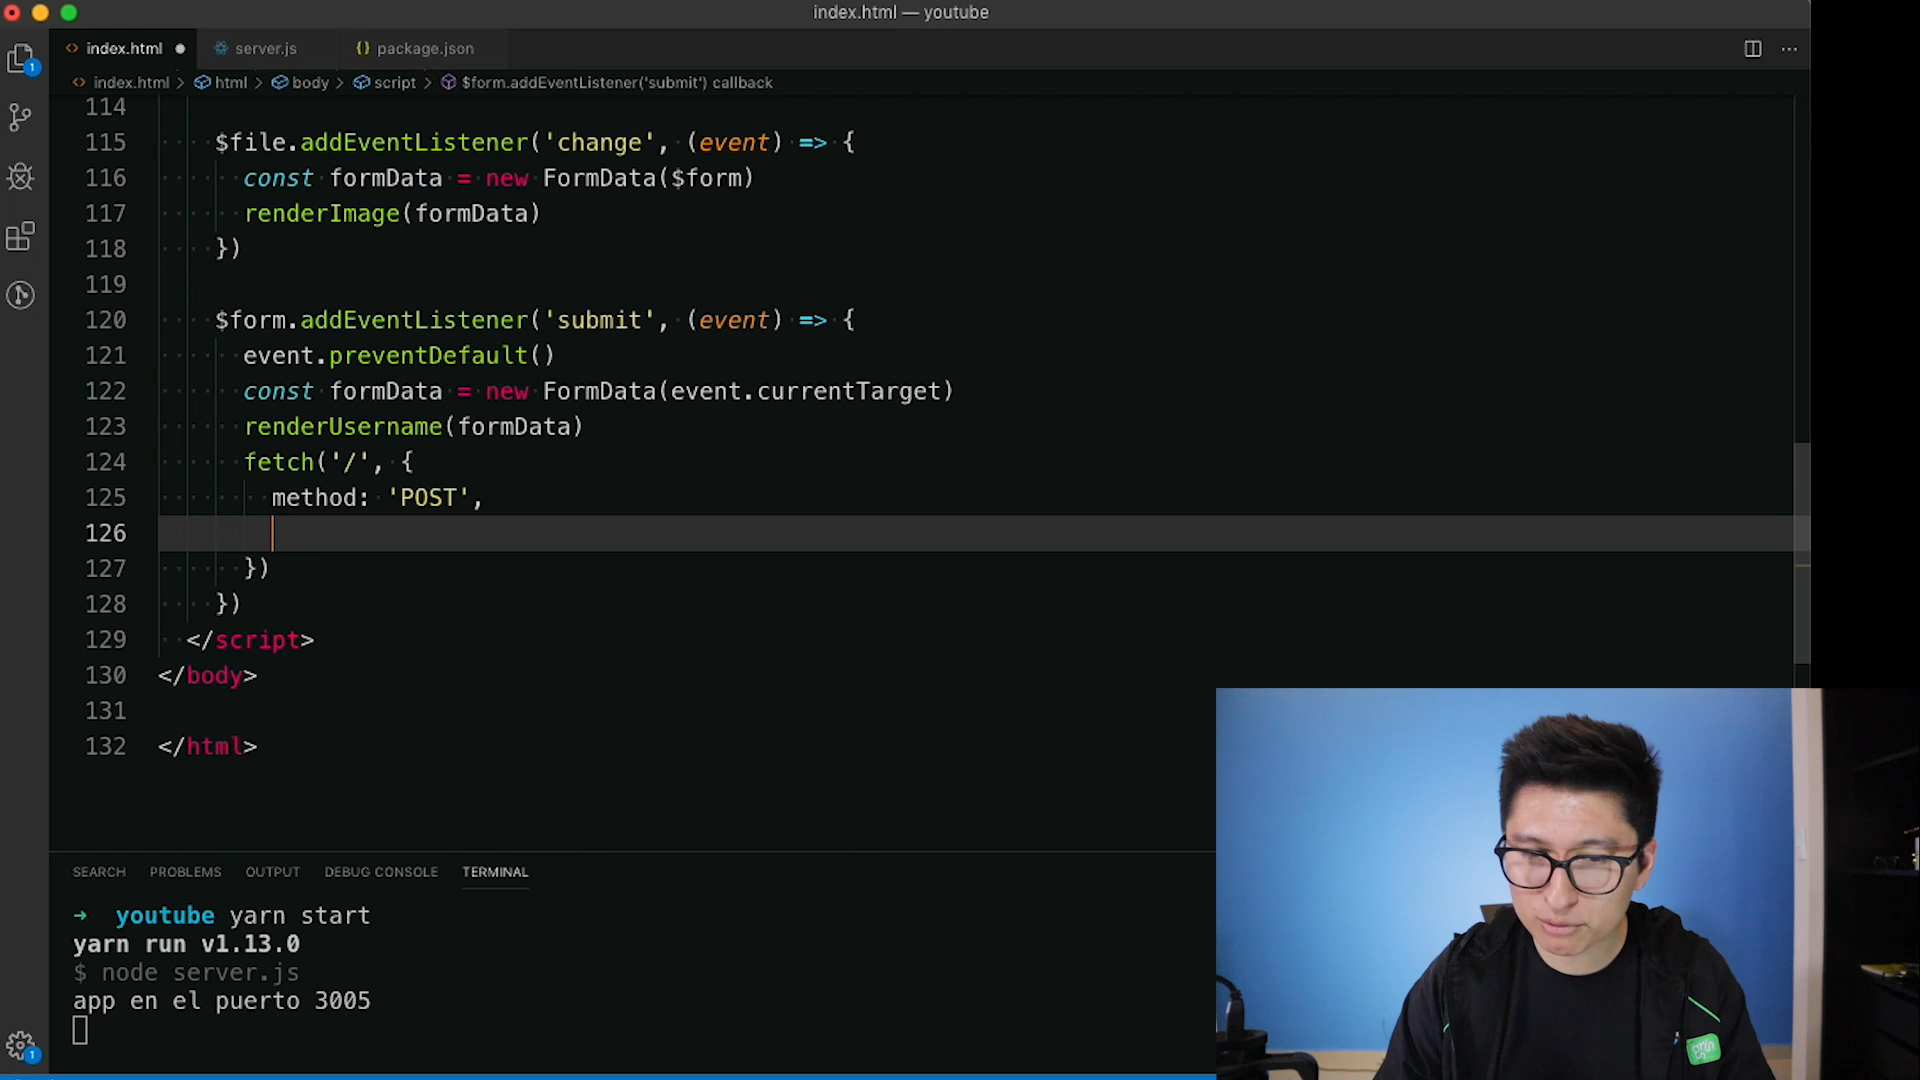 index.html — youtube
index.html ● server.js package.json
index.html > html > body > script > $form.addEventListener('submit') callback
114
115 $file.addEventListener('change', (event) => {
116 const formData = new FormData($form)
117 renderImage(formData)
118 })
119
120 $form.addEventListener('submit', (event) => {
121 event.preventDefault()
122 const formData = new FormData(event.currentTarget)
123 renderUsername(formData)
124 fetch('/', {
125 method: 'POST',
126
127 })
128 })
129 </script>
130 </body>
131
132 </html>
SEARCH PROBLEMS OUTPUT DEBUG CONSOLE TERMINAL
➜ youtube yarn start
yarn run v1.13.0
$ node server.js
app en el puerto 3005
1
1